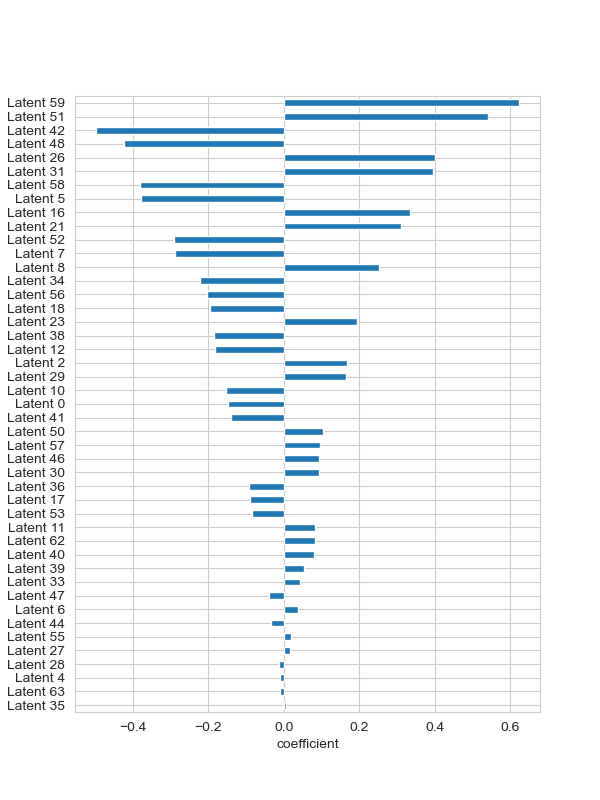 Latent 59
Latent 51
Latent 42
Latent 48
Latent 26
Latent 31
Latent 58
Latent 5
Latent 16
Latent 21
Latent 52
Latent 7
Latent 8
Latent 34
Latent 56
Latent 18
Latent 23
Latent 38
Latent 12
Latent 2
Latent 29
Latent 10
Latent 0
Latent 41
Latent 50
Latent 57
Latent 46
Latent 30
Latent 36
Latent 17
Latent 53
Latent 11
Latent 62
Latent 40
Latent 39
Latent 33
Latent 47
Latent 6
Latent 44
Latent 55
Latent 27
Latent 28
Latent 4
Latent 63
Latent 35
−0.4 −0.2 0.0 0.2 0.4 0.6
coefficient